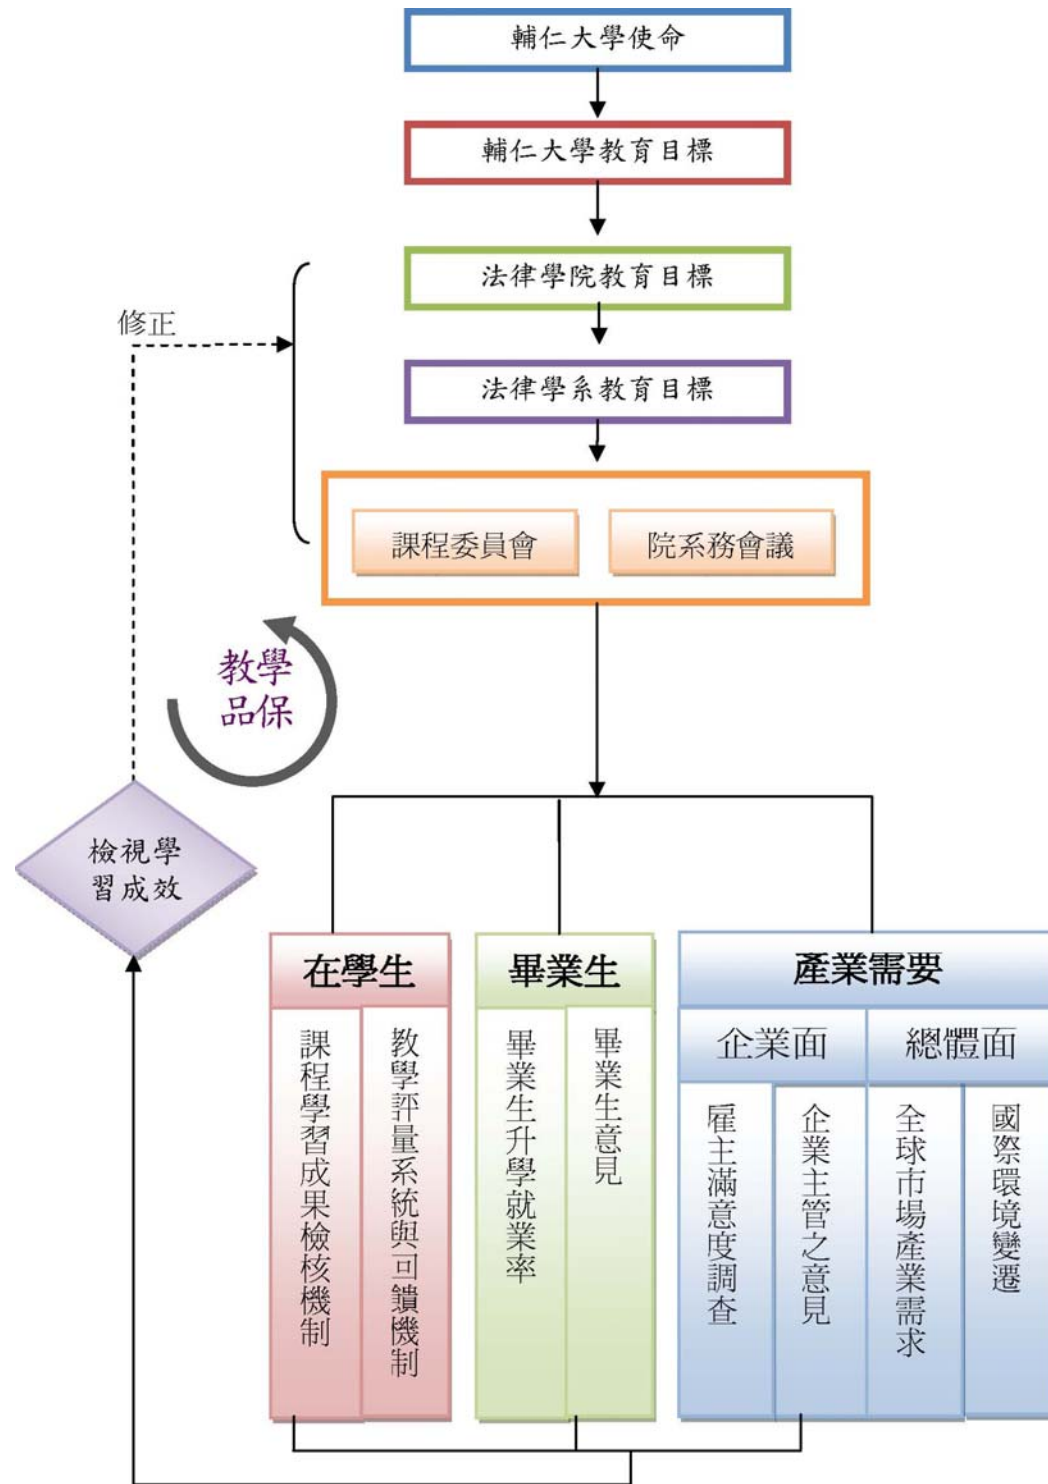 輔仁大學使命
輔仁大學教育目標
法律學院教育目標
修正
法律學系教育目標
課程委員會
院系務會議
教學
品保
檢視學
習成效
在學生
畢業生
產業需要
企業面
總體面
課程學習成果檢核機制
教學評量系統與回饋機制
畢業生升學就業率
畢業生意見
雇主滿意度調查
企業主管之意見
全球市場產業需求
國際環境變遷